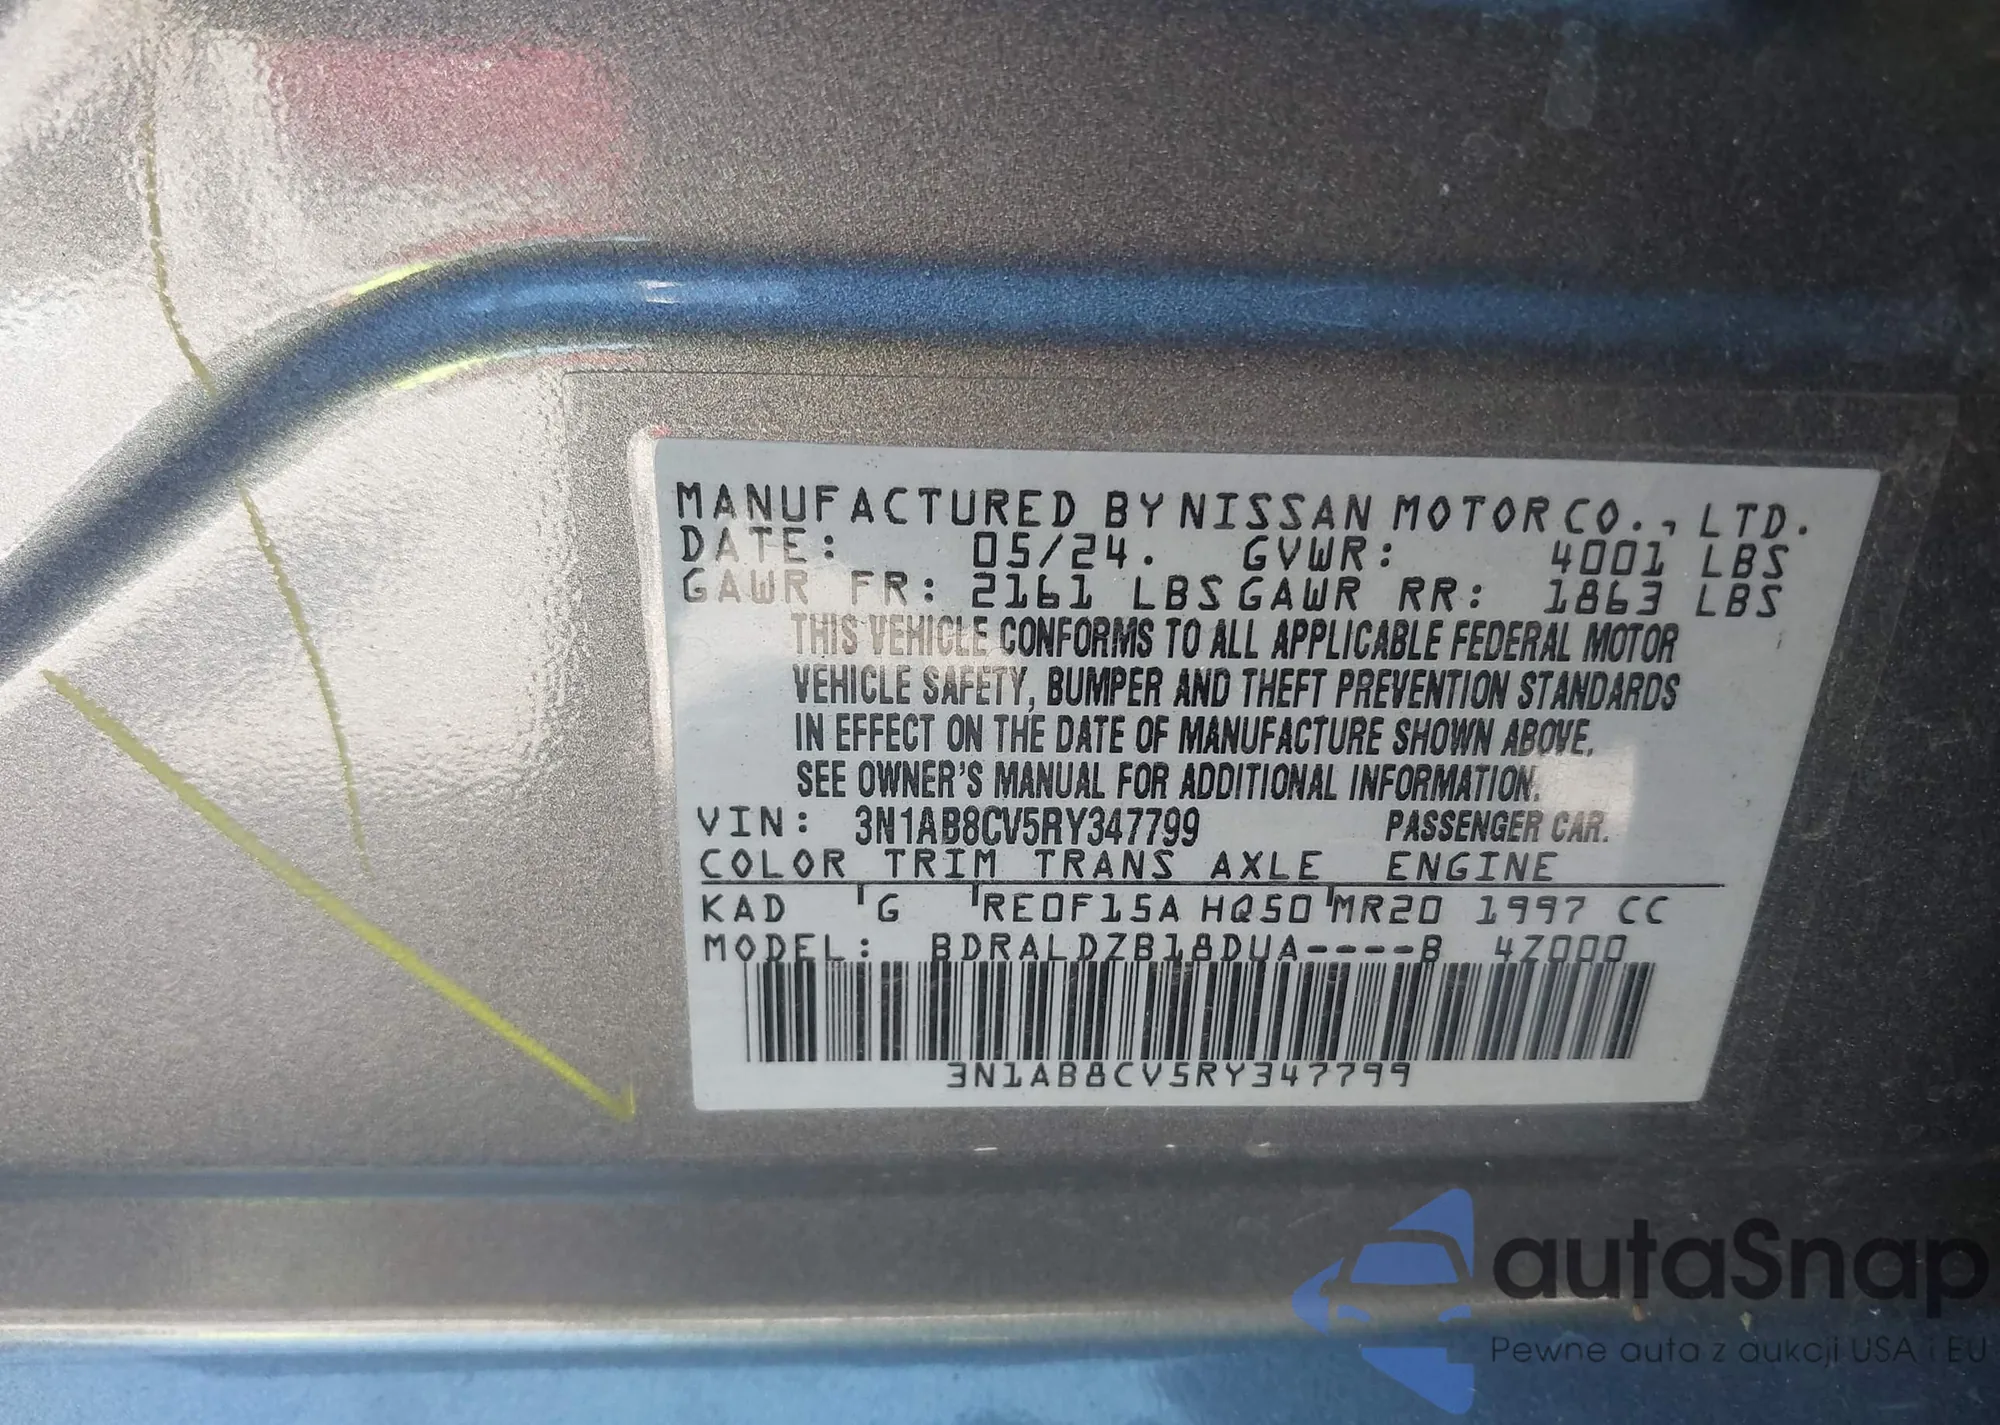 MANUFACTURED BY NISSAN MOTOR CO., LTD.
DATE: 05/24. GVWR: 4001 LBS
GAWR FR: 2161 LBS GAWR RR: 1863 LBS
THIS VEHICLE CONFORMS TO ALL APPLICABLE FEDERAL MOTOR
VEHICLE SAFETY, BUMPER AND THEFT PREVENTION STANDARDS
IN EFFECT ON THE DATE OF MANUFACTURE SHOWN ABOVE.
SEE OWNER'S MANUAL FOR ADDITIONAL INFORMATION.
VIN: 3N1AB8CV5RY347799 PASSENGER CAR.
COLOR TRIM TRANS AXLE ENGINE
KAD G RE0F15A HQ50 MR20 1997 CC
MODEL: BDRALDZB18DUA----B 4Z000
3N1AB8CV5RY347799
autaSnap
Pewne auta z aukcji USA i EU